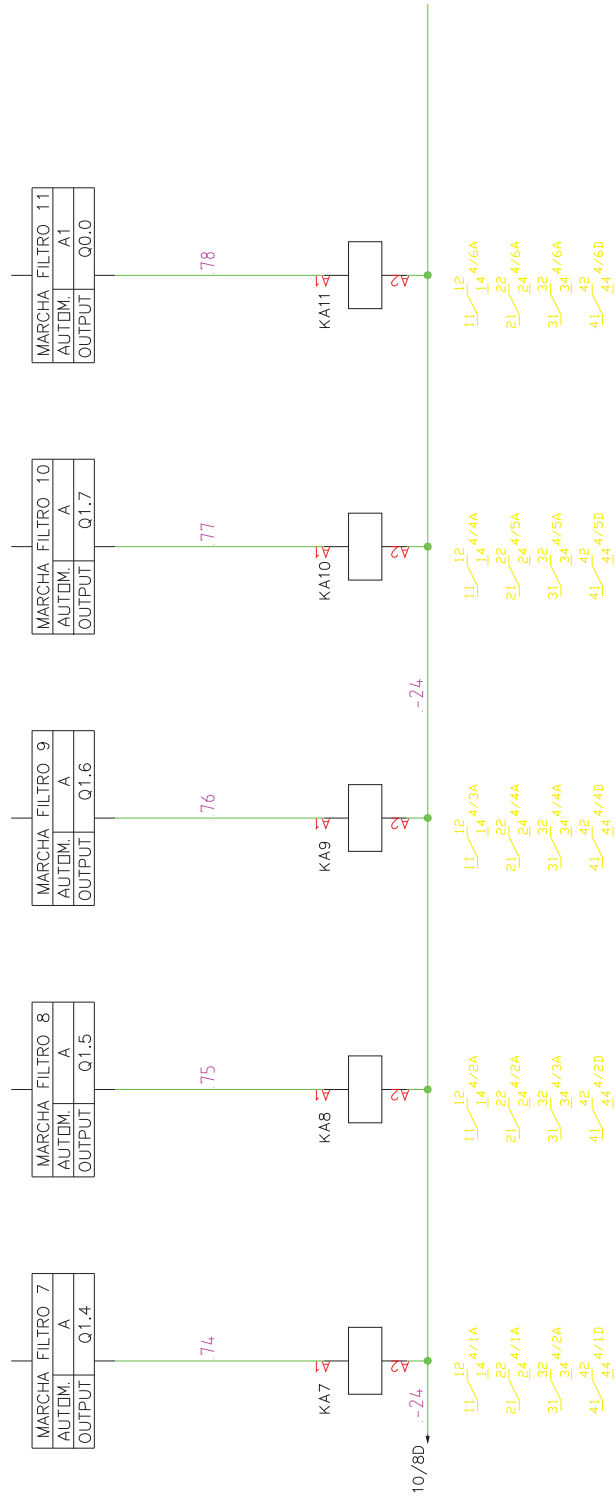 MARCHA FILTRO 7
AUTOM. A
OUTPUT Q1.4
MARCHA FILTRO 8
AUTOM. A
OUTPUT Q1.5
MARCHA FILTRO 9
AUTOM. A
OUTPUT Q1.6
MARCHA FILTRO 10
AUTOM. A
OUTPUT Q1.7
MARCHA FILTRO 11
AUTOM. A1
OUTPUT Q0.0
74
75
76
77
78
KA7
A1
A2
KA8
A1
A2
KA9
A1
A2
KA10
A1
A2
KA11
A1
A2
10/8D
-24
-24
11 12 14 4/1A
21 22 24 4/1A
31 32 34 4/2A
41 42 44 4/1D
11 12 14 4/2A
21 22 24 4/2A
31 32 34 4/3A
41 42 44 4/2D
11 12 14 4/3A
21 22 24 4/4A
31 32 34 4/4A
41 42 44 4/4D
11 12 14 4/4A
21 22 24 4/5A
31 32 34 4/5A
41 42 44 4/5D
11 12 14 4/6A
21 22 24 4/6A
31 32 34 4/6A
41 42 44 4/6D